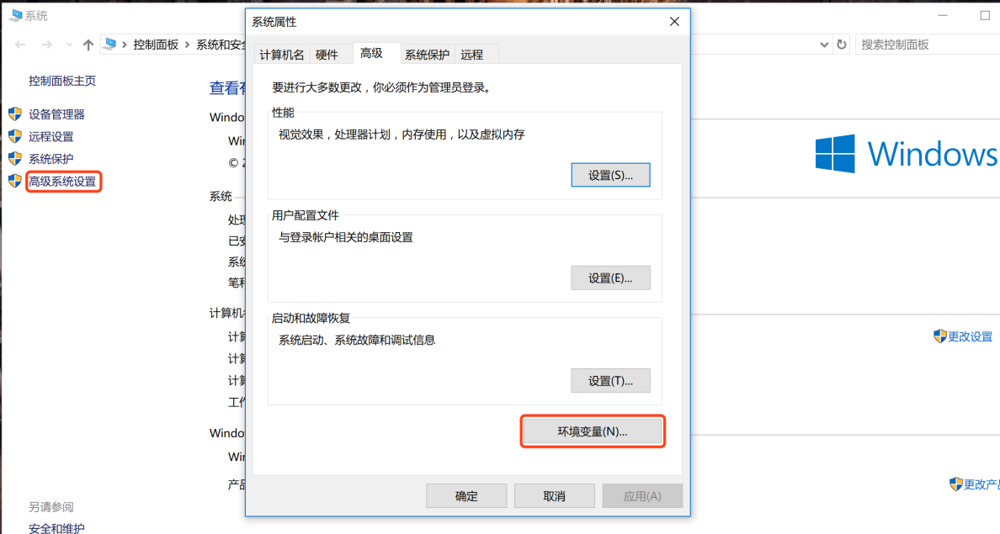 系统
控制面板 > 系统和安
搜索控制面板
控制面板主页
设备管理器
远程设置
系统保护
高级系统设置
另请参阅
安全和维护
查看
Windo
Win
©
系统
处理
已安
系统
笔和
计算机
计算
计算
计算
工作
Windo
Win
产品
系统属性
计算机名 硬件 高级 系统保护 远程
要进行大多数更改，你必须作为管理员登录。
性能
视觉效果，处理器计划，内存使用，以及虚拟内存
设置(S)...
用户配置文件
与登录帐户相关的桌面设置
设置(E)...
启动和故障恢复
系统启动、系统故障和调试信息
设置(T)...
环境变量(N)...
确定 取消 应用(A)
Windows
更改设置
更改产品